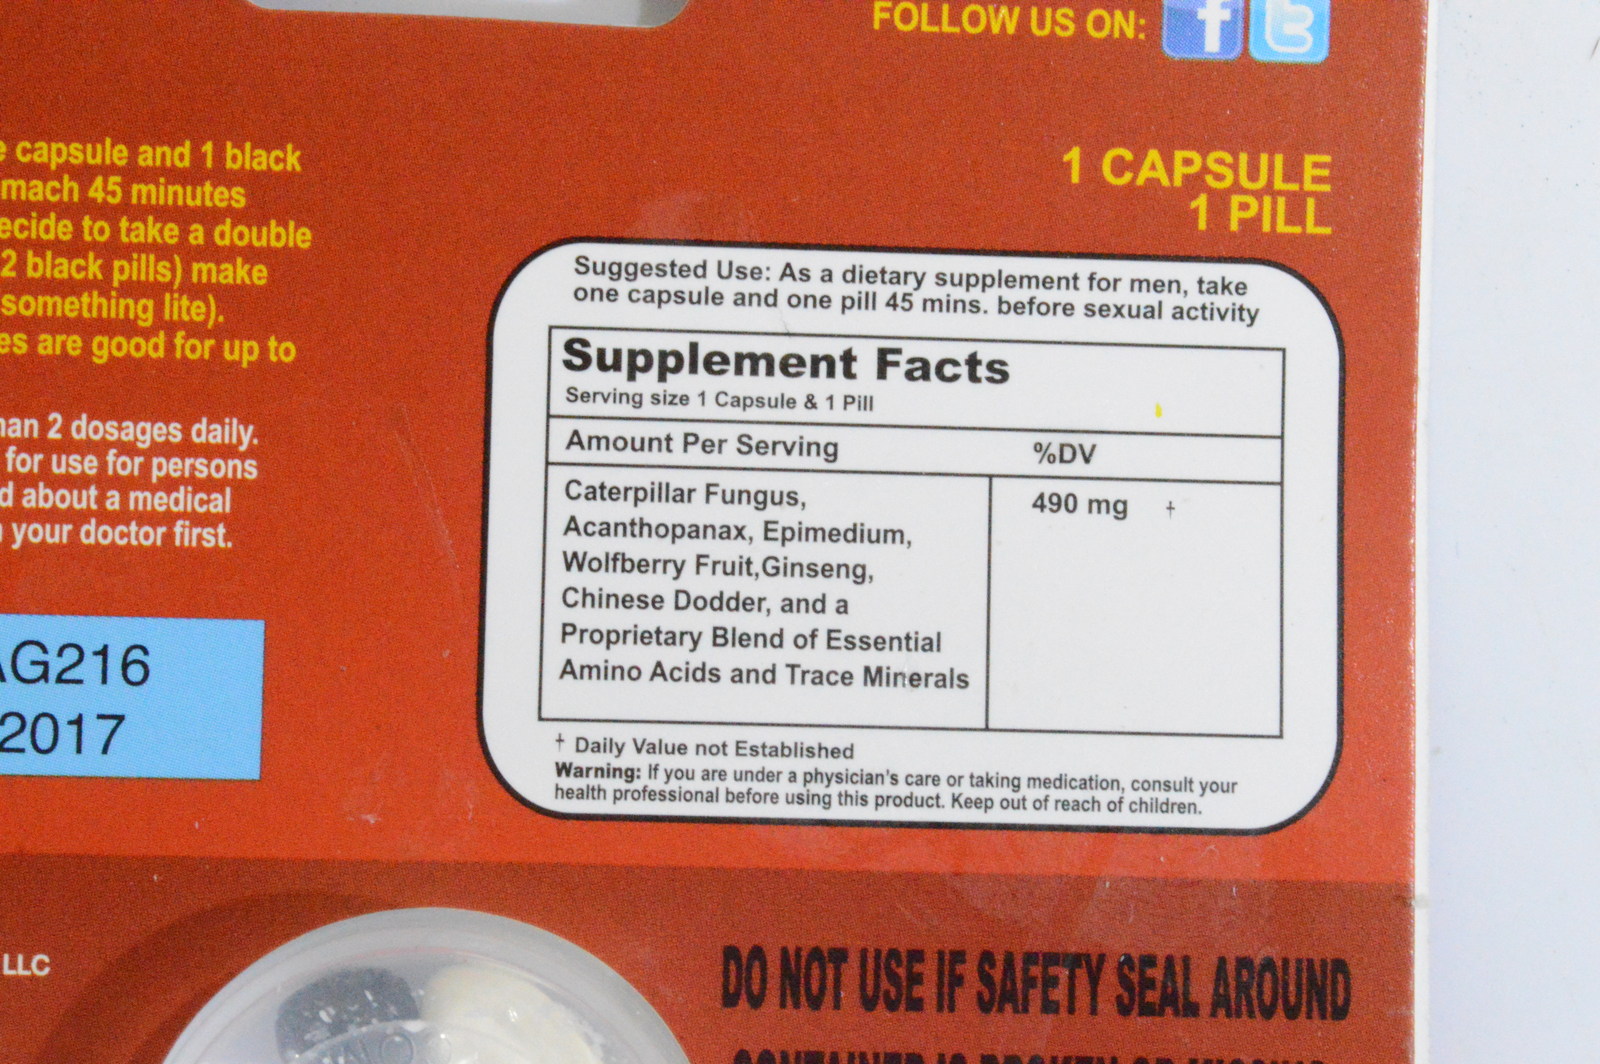 FOLLOW US ON:
f t
capsule and 1 black
mach 45 minutes
ecide to take a double
2 black pills) make
something lite).
es are good for up to
1 CAPSULE
1 PILL
Suggested Use: As a dietary supplement for men, take
one capsule and one pill 45 mins. before sexual activity
Supplement Facts
Serving size 1 Capsule & 1 Pill
Amount Per Serving %DV
Caterpillar Fungus, 490 mg †
Acanthopanax, Epimedium,
Wolfberry Fruit,Ginseng,
Chinese Dodder, and a
Proprietary Blend of Essential
Amino Acids and Trace Minerals
† Daily Value not Established
Warning: If you are under a physician's care or taking medication, consult your
health professional before using this product. Keep out of reach of children.
han 2 dosages daily.
for use for persons
d about a medical
your doctor first.
AG216
2017
LLC
DO NOT USE IF SAFETY SEAL AROUND